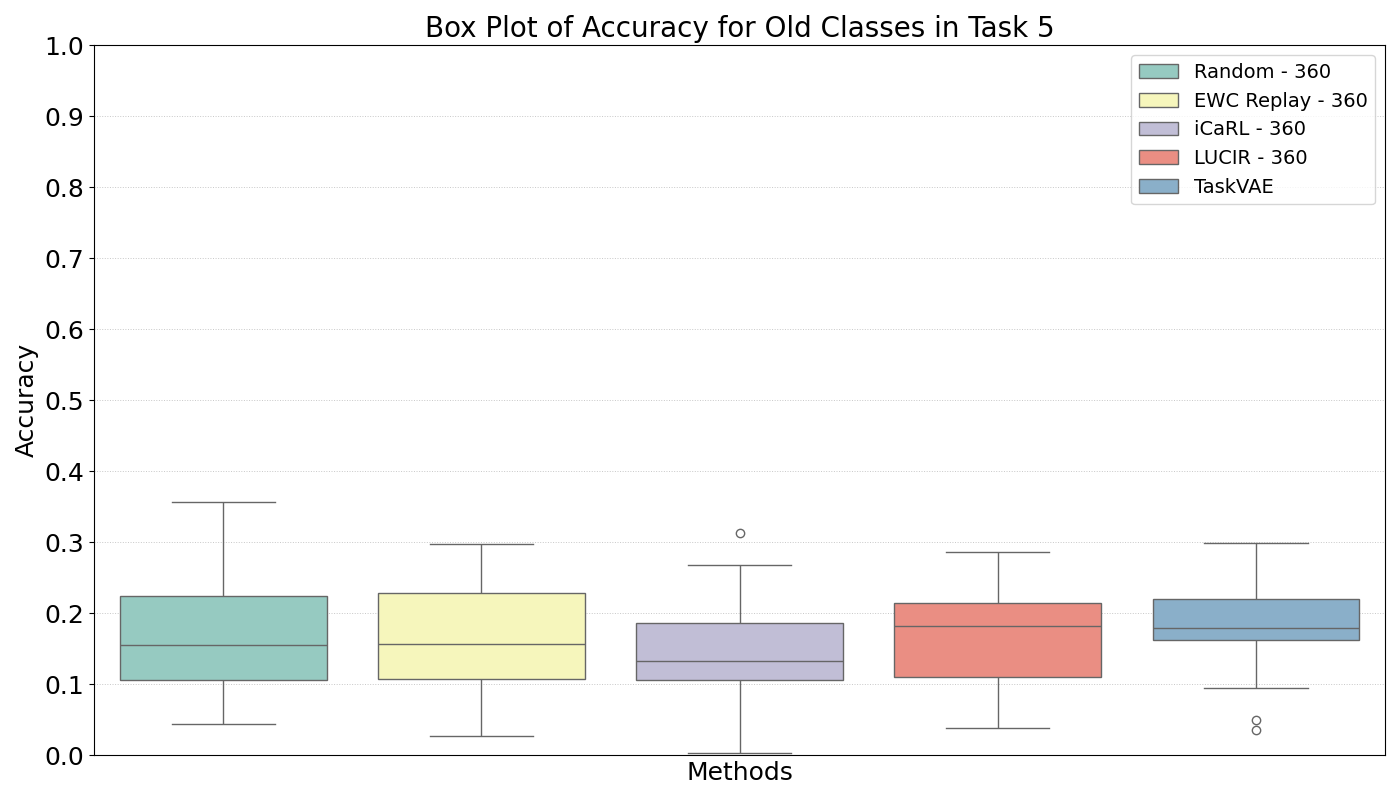 Box Plot of Accuracy for Old Classes in Task 5
1.0
0.9
0.8
0.7
0.6
0.5
0.4
0.3
0.2
0.1
0.0
Accuracy
Methods
Random - 360
EWC Replay - 360
iCaRL - 360
LUCIR - 360
TaskVAE